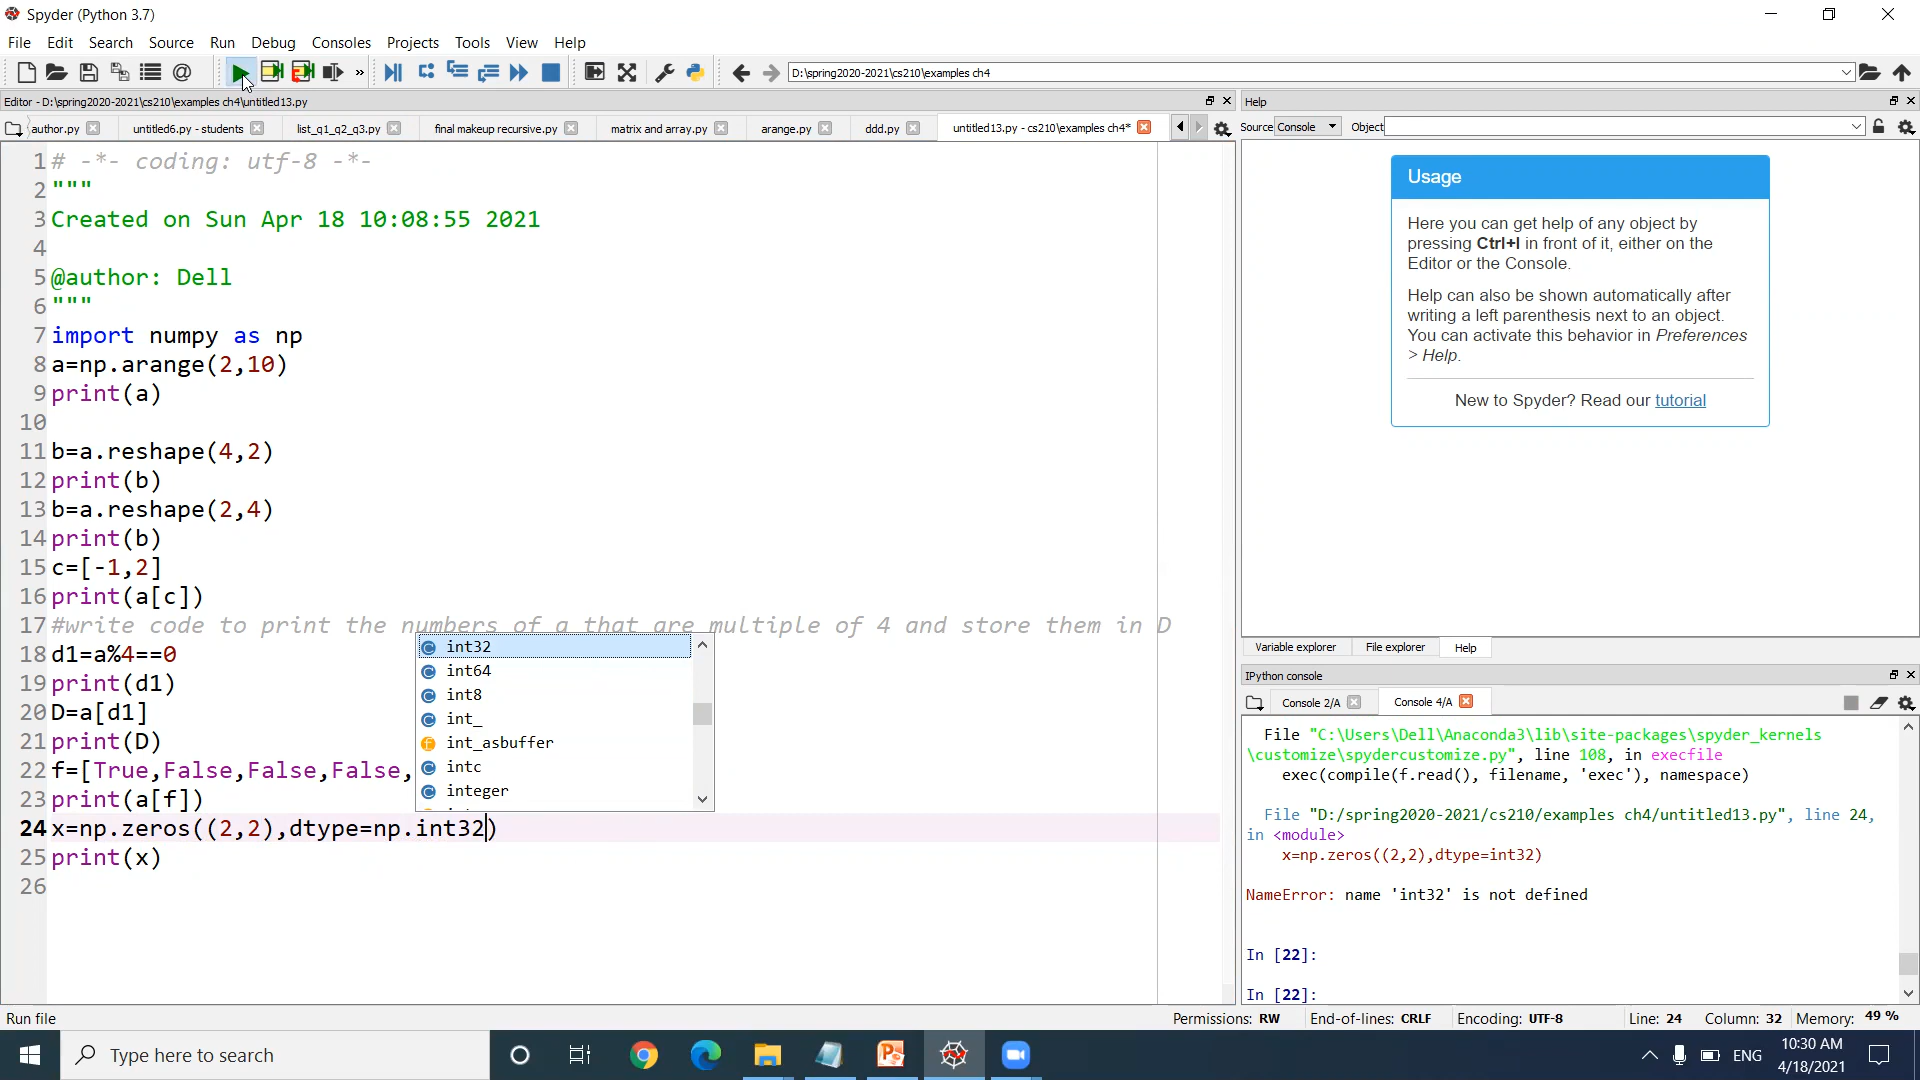 Spyder (Python 3.7)
File Edit Search Source Run Debug Consoles Projects Tools View Help
D:\spring2020-2021\cs210\examples ch4
Editor - D:\spring2020-2021\cs210\examples ch4\untitled13.py
author.py untitled6.py - students list_q1_q2_q3.py final makeup recursive.py matrix and array.py arange.py ddd.py untitled13.py - cs210\examples ch4*
1 # -*- coding: utf-8 -*-
2 """
3 Created on Sun Apr 18 10:08:55 2021
4
5 @author: Dell
6 """
7 import numpy as np
8 a=np.arange(2,10)
9 print(a)
10
11 b=a.reshape(4,2)
12 print(b)
13 b=a.reshape(2,4)
14 print(b)
15 c=[-1,2]
16 print(a[c])
17 #write code to print the numbers of a that are multiple of 4 and store them in D
18 d1=a%4==0
19 print(d1)
20 D=a[d1]
21 print(D)
22 f=[True,False,False,False,
23 print(a[f])
24 x=np.zeros((2,2),dtype=np.int32)
25 print(x)
26
int32
int64
int8
int_
int_asbuffer
intc
integer
Help
Source Console Object
Usage
Here you can get help of any object by
pressing Ctrl+I in front of it, either on the
Editor or the Console.
Help can also be shown automatically after
writing a left parenthesis next to an object.
You can activate this behavior in Preferences
> Help.
New to Spyder? Read our tutorial
Variable explorer File explorer Help
IPython console
Console 2/A Console 4/A
File "C:\Users\Dell\Anaconda3\lib\site-packages\spyder_kernels
\customize\spydercustomize.py", line 108, in execfile
exec(compile(f.read(), filename, 'exec'), namespace)
File "D:/spring2020-2021/cs210/examples ch4/untitled13.py", line 24,
in <module>
x=np.zeros((2,2),dtype=int32)
NameError: name 'int32' is not defined
In [22]:
In [22]:
Run file Permissions: RW End-of-lines: CRLF Encoding: UTF-8 Line: 24 Column: 32 Memory: 49 %
Type here to search
ENG
10:30 AM
4/18/2021